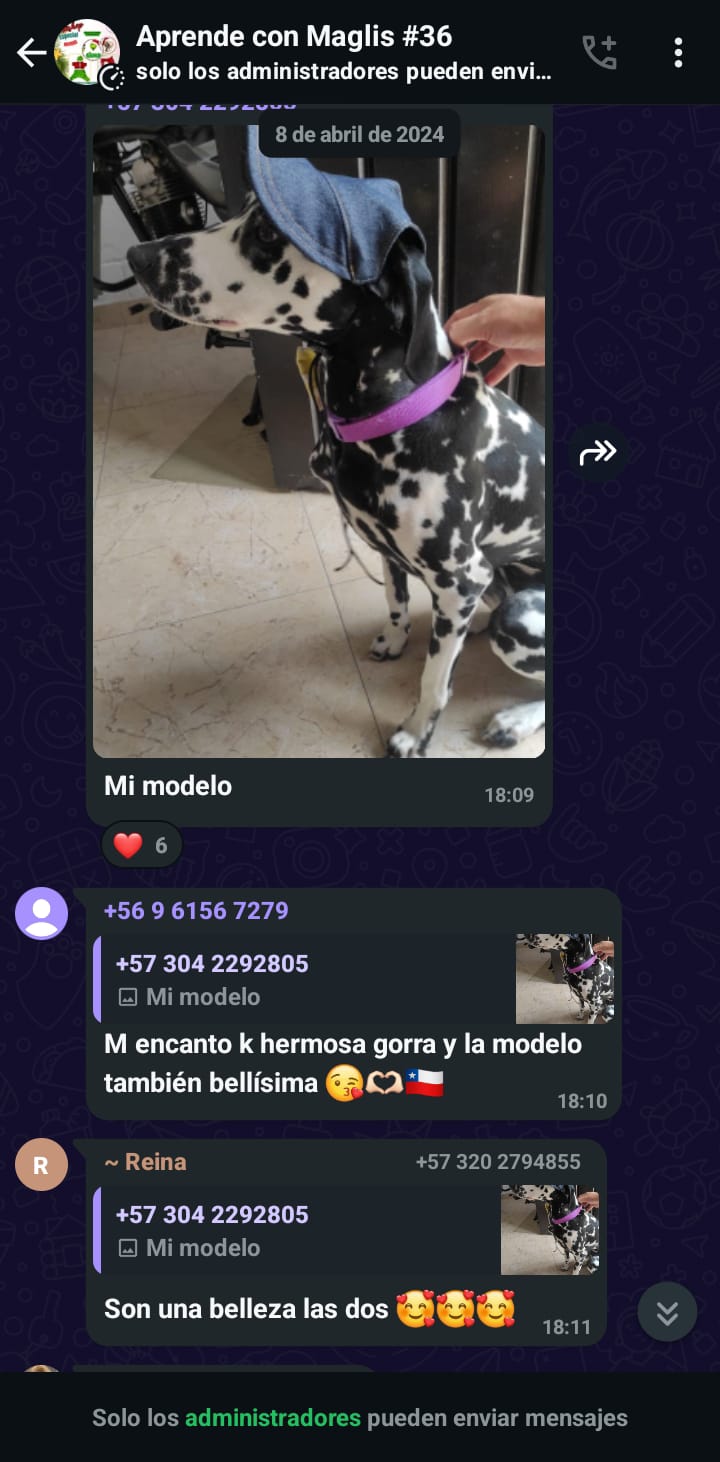 Aprende con Maglis #36
solo los administradores pueden envi...
8 de abril de 2024
Mi modelo
18:09
❤️ 6
+56 9 6156 7279
+57 304 2292805
Mi modelo
M encanto k hermosa gorra y la modelo
también bellísima 😘🫶🏻🇨🇱
18:10
~ Reina +57 320 2794855
R
+57 304 2292805
Mi modelo
Son una belleza las dos 🥰🥰🥰
18:11
Solo los administradores pueden enviar mensajes